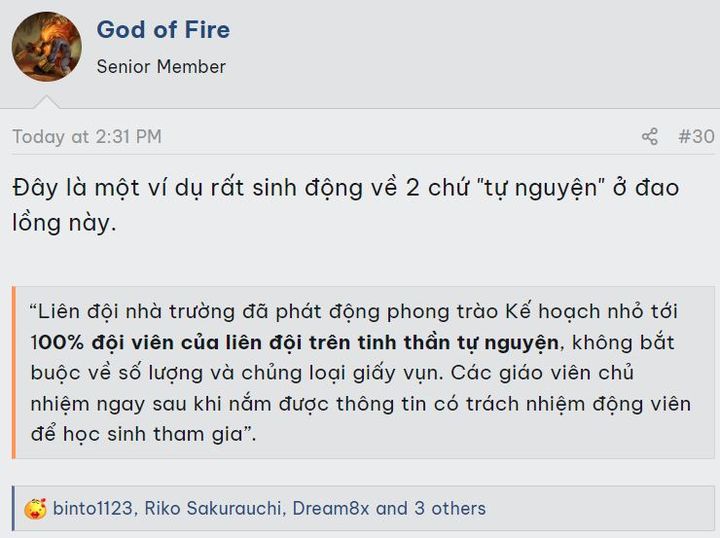 God of Fire
Senior Member
Today at 2:31 PM
#30
Đây là một ví dụ rất sinh động về 2 chứ "tự nguyện" ở đao
lồng này.
“Liên đội nhà trường đã phát động phong trào Kế hoạch nhỏ tới
100% đội viên của liên đội trên tinh thần tự nguyện, không bắt
buộc về số lượng và chủng loại giấy vụn. Các giáo viên chủ
nhiệm ngay sau khi nắm được thông tin có trách nhiệm động viên
để học sinh tham gia”.
binto1123, Riko Sakurauchi, Dream8x and 3 others